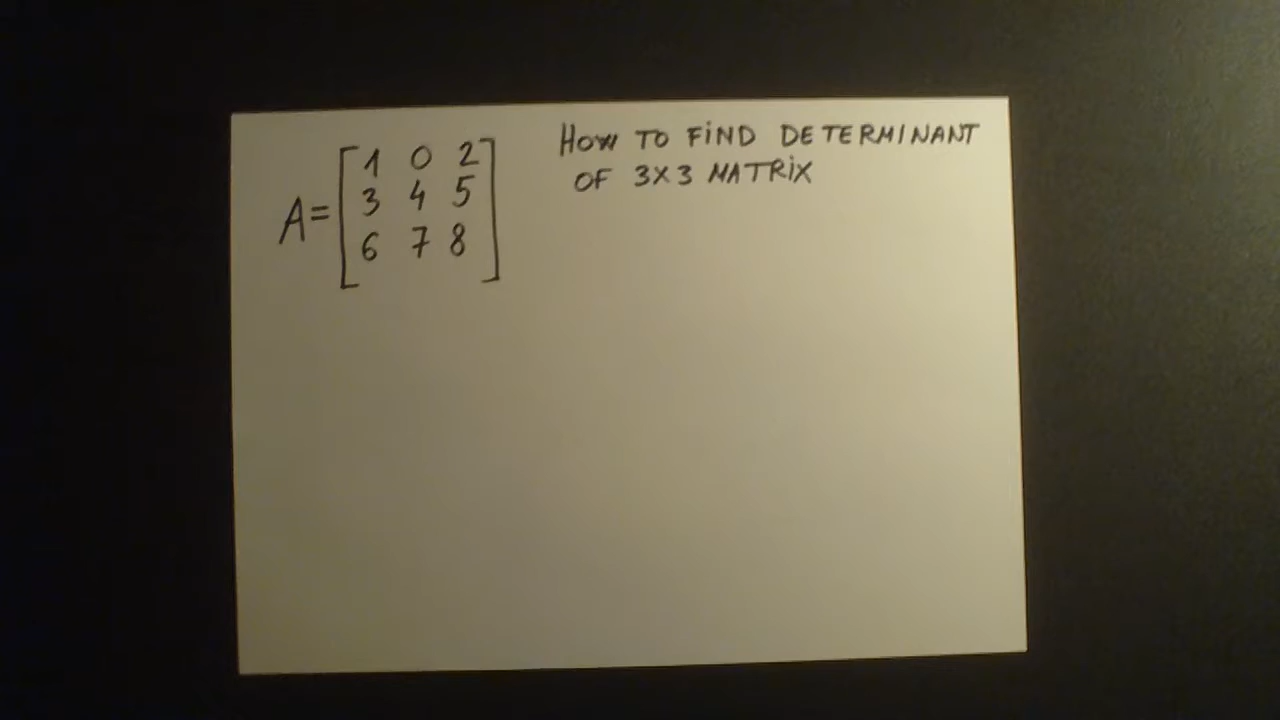 HOW TO FIND DETERMINANT
OF 3X3 MATRIX
1 0 2
3 4 5
A=
6 7 8